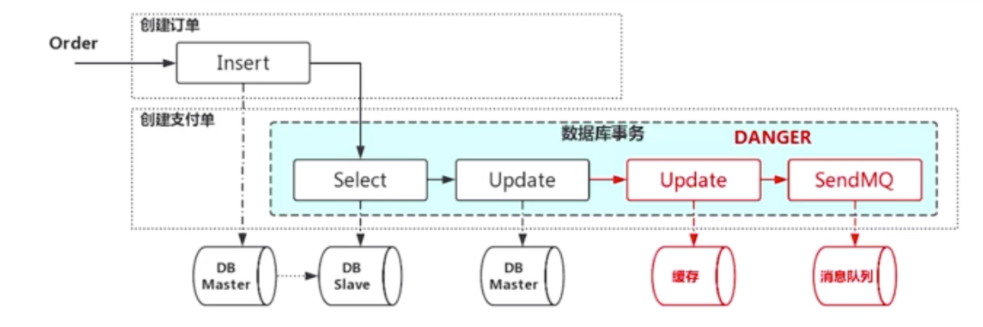 创建订单
Order
Insert
创建支付单
数据库事务
DANGER
Select
Update
Update
SendMQ
DB
Master
DB
Slave
DB
Master
缓存
消息队列